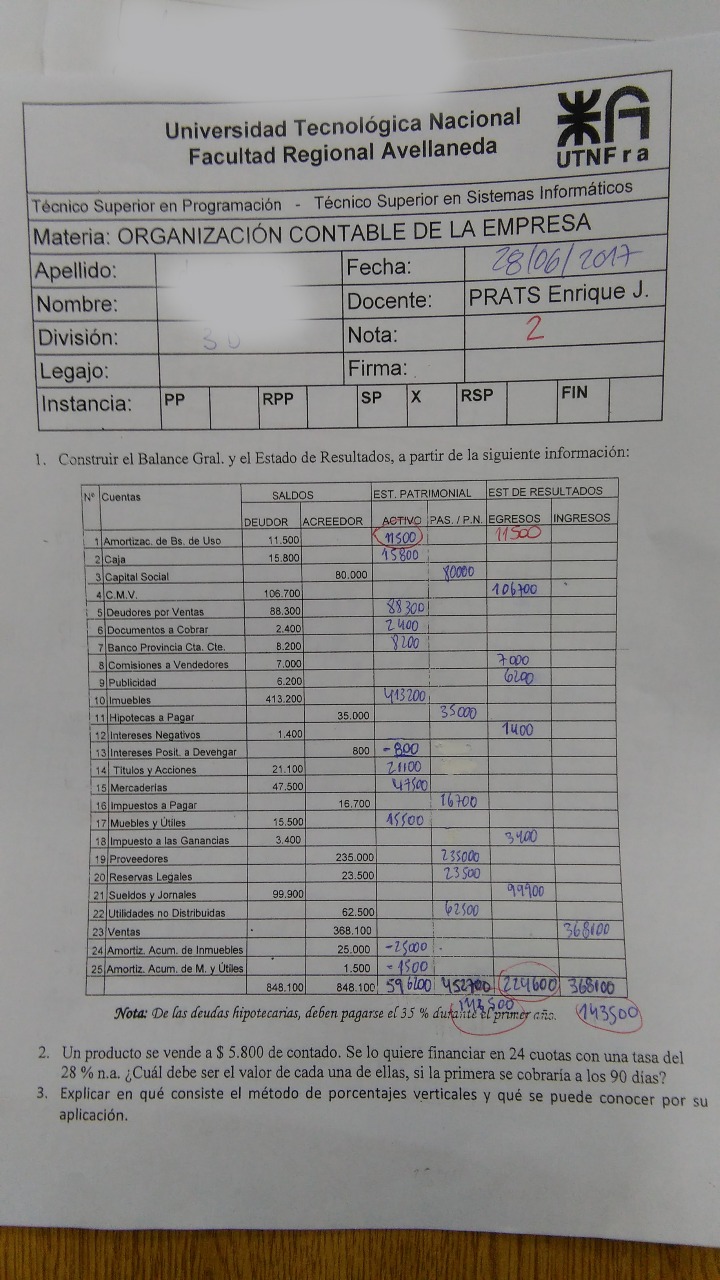 Universidad Tecnológica Nacional
Facultad Regional Avellaneda
UTNFra
Técnico Superior en Programación - Técnico Superior en Sistemas Informáticos
Materia: ORGANIZACIÓN CONTABLE DE LA EMPRESA
Apellido: Fecha: 28/06/2017
Nombre: Docente: PRATS Enrique J.
División: Nota: 2
Legajo: Firma:
Instancia: PP RPP SP X RSP FIN
1. Construir el Balance Gral. y el Estado de Resultados, a partir de la siguiente información:
Nº Cuentas SALDOS EST. PATRIMONIAL EST DE RESULTADOS
DEUDOR ACREEDOR ACTIVO PAS. / P.N. EGRESOS INGRESOS
1 Amortizac. de Bs. de Uso 11.500 11500 11500
2 Caja 15.800 15800
3 Capital Social 80.000 80000
4 C.M.V. 106.700 106700
5 Deudores por Ventas 88.300 88300
6 Documentos a Cobrar 2.400 2400
7 Banco Provincia Cta. Cte. 8.200 8200
8 Comisiones a Vendedores 7.000 7000
9 Publicidad 6.200 6200
10 Imuebles 413.200 413200
11 Hipotecas a Pagar 35.000 35000
12 Intereses Negativos 1.400 1400
13 Intereses Posit. a Devengar 800 -800
14 Titulos y Acciones 21.100 21100
15 Mercaderías 47.500 47500
16 Impuestos a Pagar 16.700 16700
17 Muebles y Útiles 15.500 15500
18 Impuesto a las Ganancias 3.400 3400
19 Proveedores 235.000 235000
20 Reservas Legales 23.500 23500
21 Sueldos y Jornales 99.900 99900
22 Utilidades no Distribuidas 62.500 62500
23 Ventas 368.100 368100
24 Amortiz. Acum. de Inmuebles 25.000 -25000
25 Amortiz. Acum. de M. y Útiles 1.500 -1500
848.100 848.100 596200 452700 224600 368100
143500 143500
Nota: De las deudas hipotecarias, deben pagarse el 35 % durante el primer año.
2. Un producto se vende a $ 5.800 de contado. Se lo quiere financiar en 24 cuotas con una tasa del
28 % n.a. ¿Cuál debe ser el valor de cada una de ellas, si la primera se cobraría a los 90 días?
3. Explicar en qué consiste el método de porcentajes verticales y qué se puede conocer por su
aplicación.